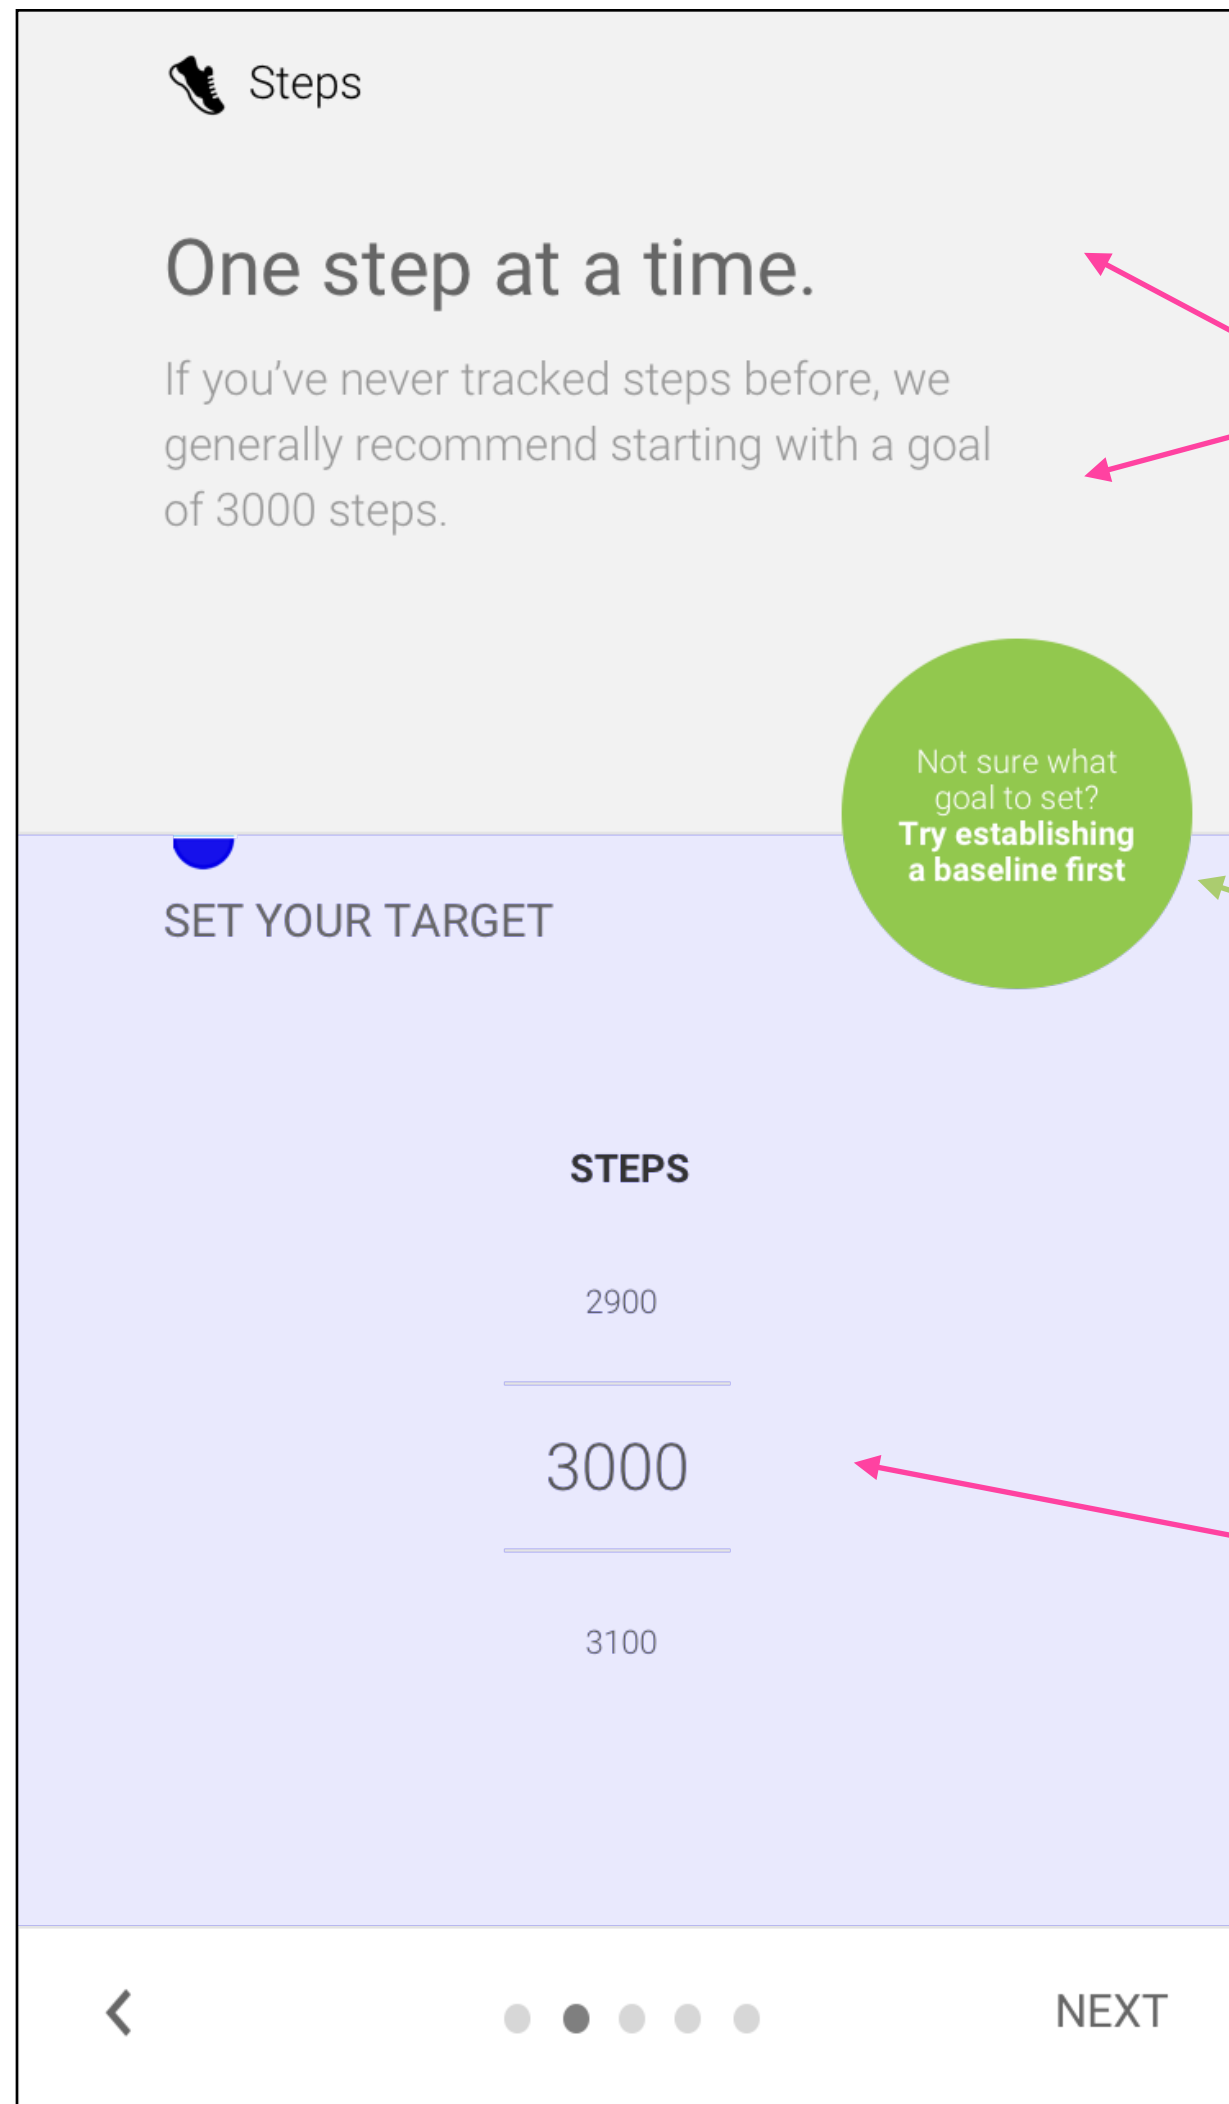 Steps
One step at a time.
If you’ve never tracked steps before, we
generally recommend starting with a goal
of 3000 steps.
Not sure what
goal to set?
Try establishing
a baseline first
SET YOUR TARGET
STEPS
2900
3000
3100
NEXT